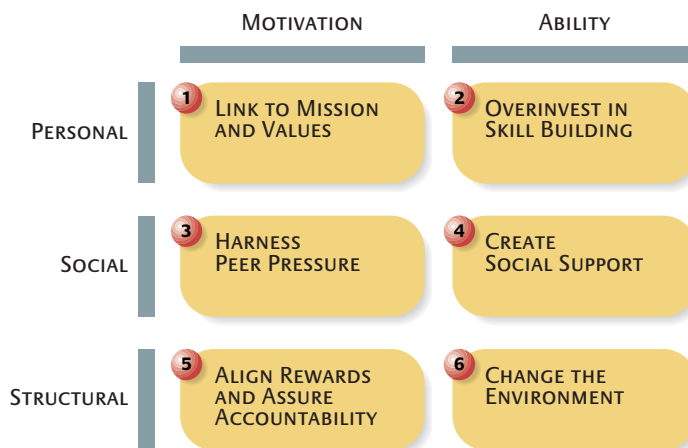 MOTIVATION ABILITY
PERSONAL
1 LINK TO MISSION
AND VALUES
2 OVERINVEST IN
SKILL BUILDING
SOCIAL
3 HARNESS
PEER PRESSURE
4 CREATE
SOCIAL SUPPORT
STRUCTURAL
5 ALIGN REWARDS
AND ASSURE
ACCOUNTABILITY
6 CHANGE THE
ENVIRONMENT